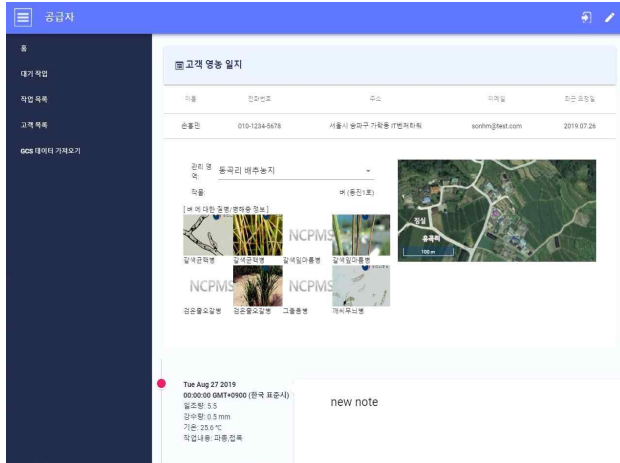 공급자
홈
대기 작업
작업 목록
고객 목록
GCS 데이터 가져오기
고객 영농 일지
이름 전화번호 주소 이메일 최근 요청일
손흥민 010-1234-5678 서울시 송파구 가락동 IT벤처타워 sonhm@test.com 2019.07.26
관리 영역: 동곡리 배추농지
작물: 벼 (동진1호)
[ 벼 에 대한 질병/병해충 정보 ]
NCPMS
갈색균핵병 갈색균핵병 갈색잎마름병 갈색잎마름병
NCPMS NCPMS
검은줄오갈병 검은줄오갈병 그을음병 깨씨무늬병
정실
유곡리
100 m
Tue Aug 27 2019
00:00:00 GMT+0900 (한국 표준시)
일조량: 5.5
강수량: 0.5 mm
기온: 25.6 ℃
작업내용: 파종,접목
new note